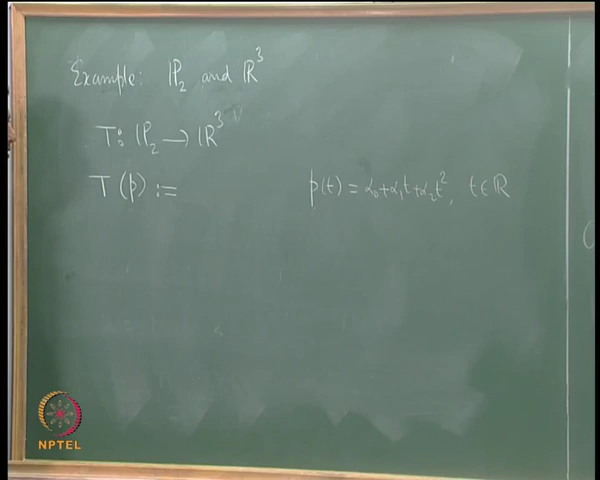 Example: ℙ₂ and ℝ³
T: ℙ₂ → ℝ³
T(p) := p(t) = α₀+α₁t+α₂t², t∈ℝ
NPTEL